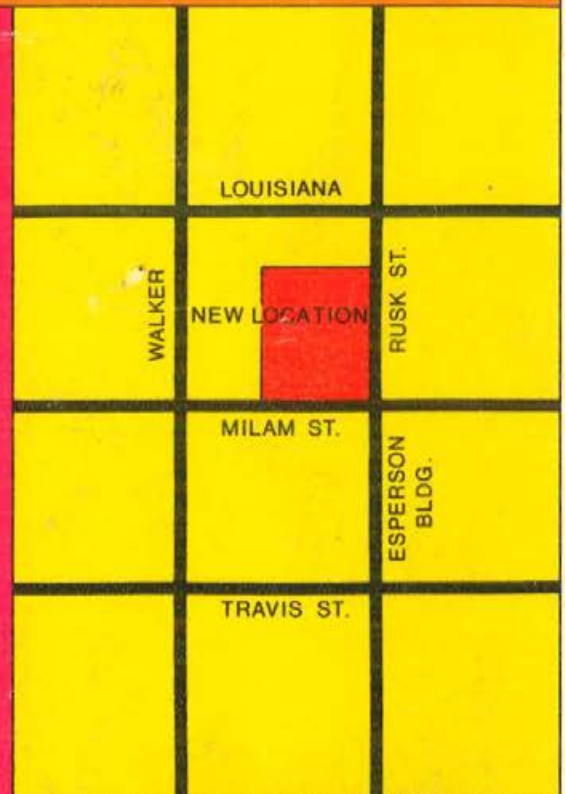 LOUISIANA
WALKER
NEW LOCATION
RUSK ST.
MILAM ST.
ESPERSON
BLDG.
TRAVIS ST.